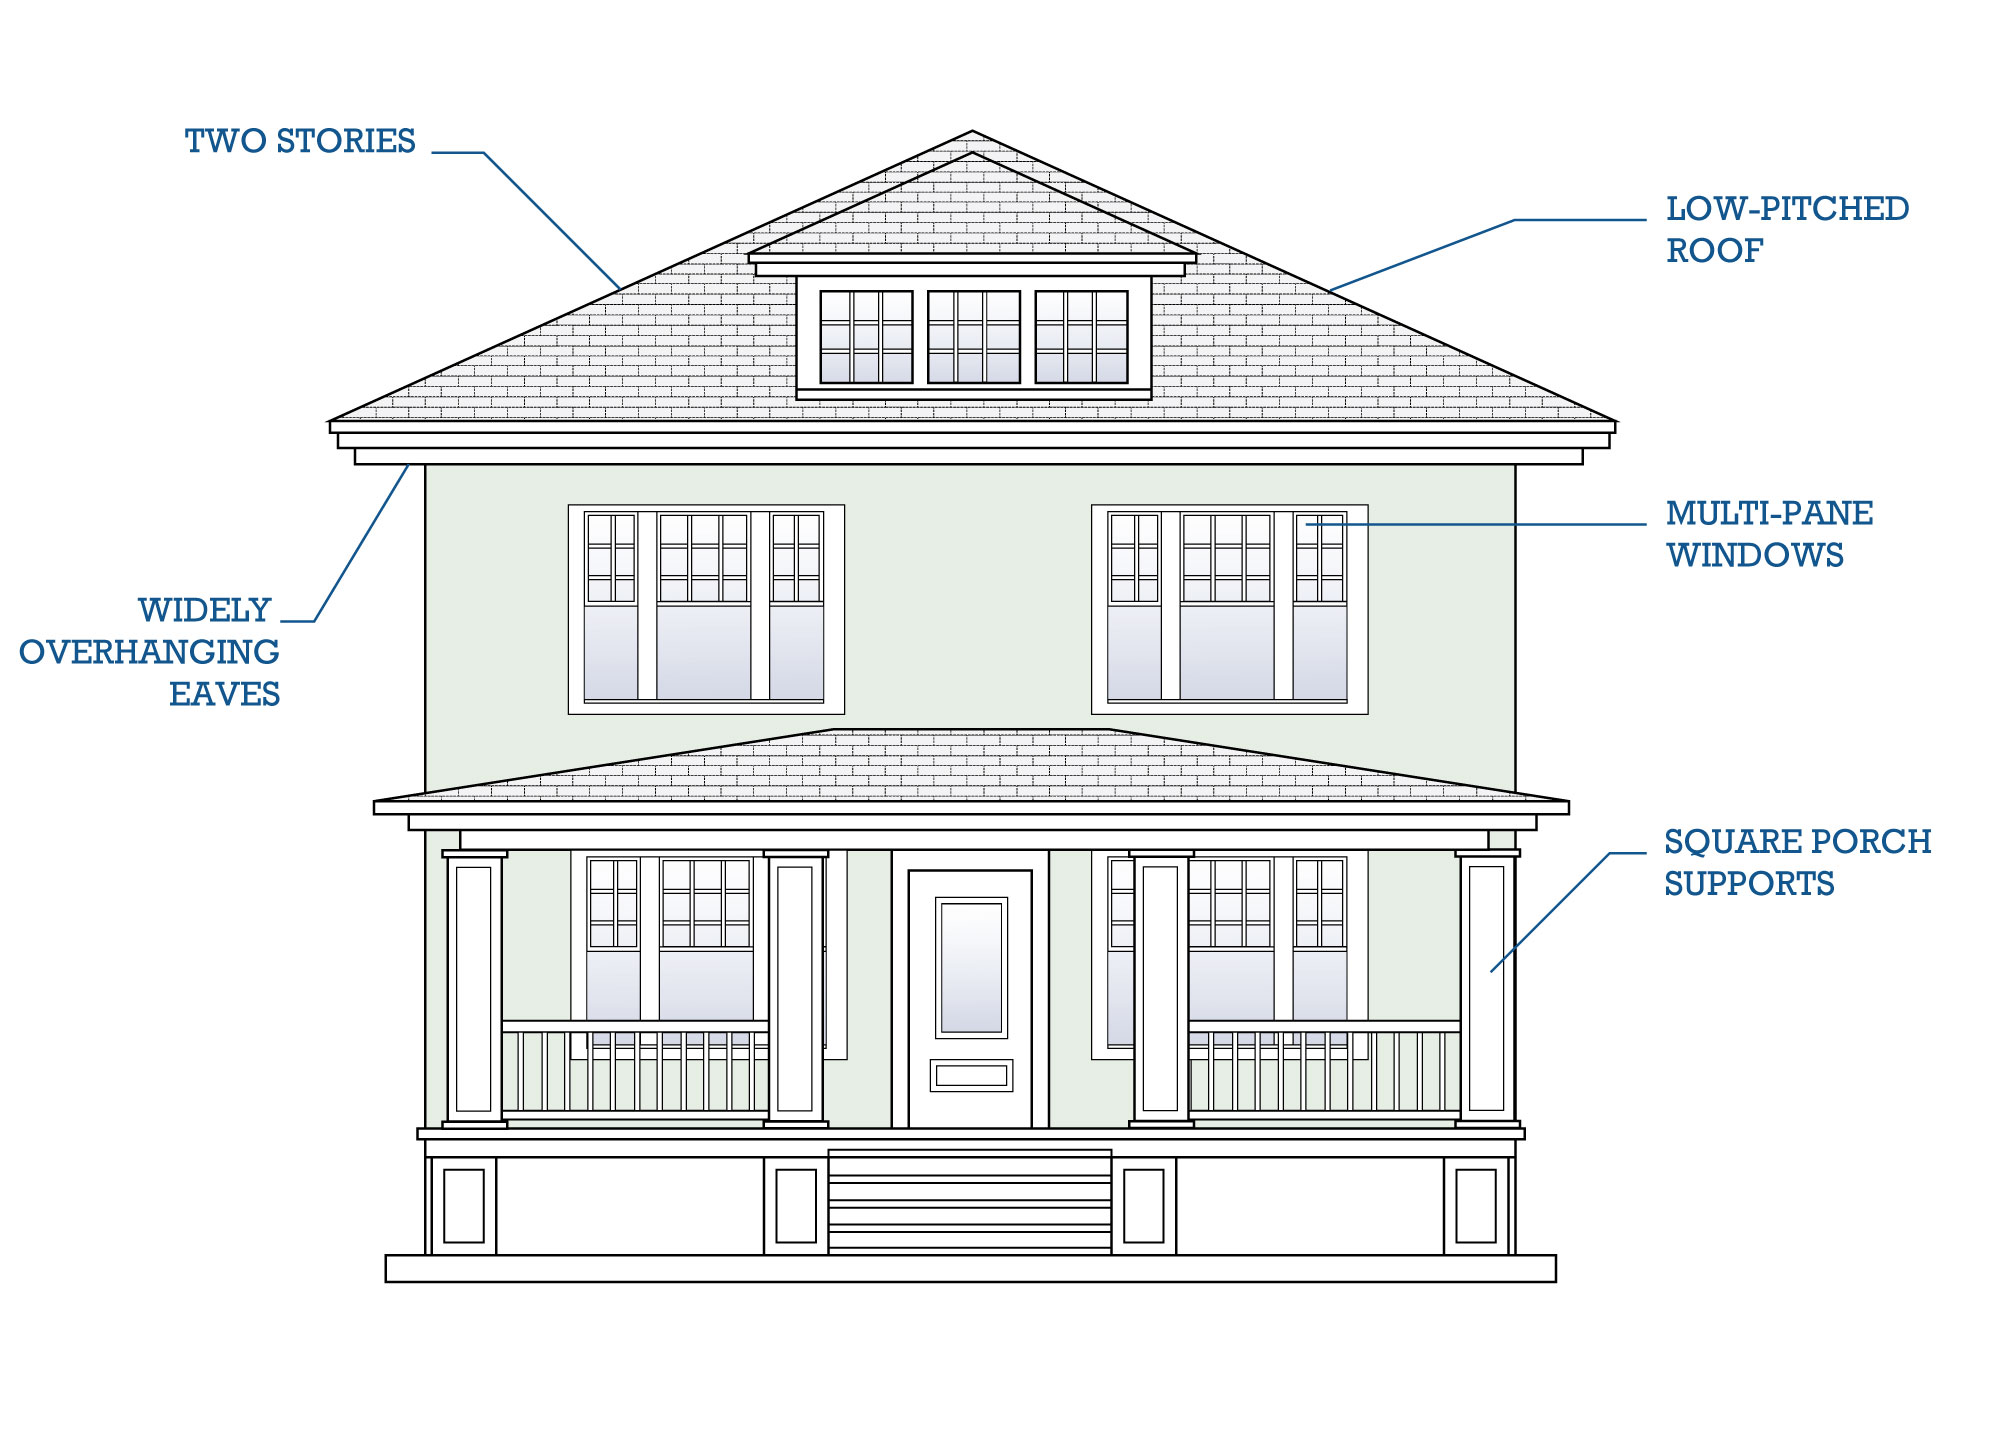 TWO STORIES
LOW-PITCHED
ROOF
MULTI-PANE
WINDOWS
WIDELY
OVERHANGING
EAVES
SQUARE PORCH
SUPPORTS